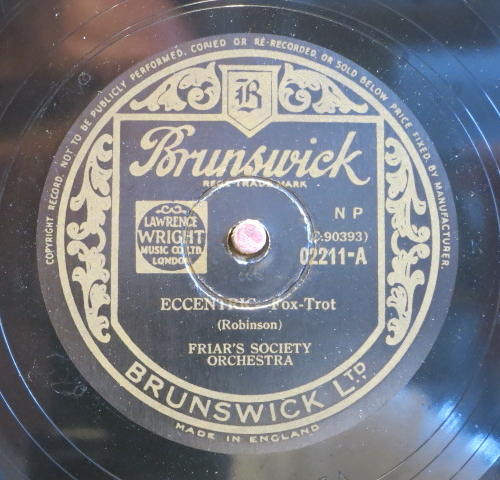 COPYRIGHT RECORD. NOT TO BE PUBLICLY PERFORMED, COPIED OR RE-RECORDED, OR SOLD BELOW PRICE FIXED, BY MANUFACTURER.
B
Brunswick
REGD TRADE MARK
LAWRENCE
WRIGHT
MUSIC CO LTD
LONDON
N P
.90393)
02211-A
ECCENTRIC Fox-Trot
(Robinson)
FRIAR'S SOCIETY
ORCHESTRA
BRUNSWICK LTD
MADE IN ENGLAND